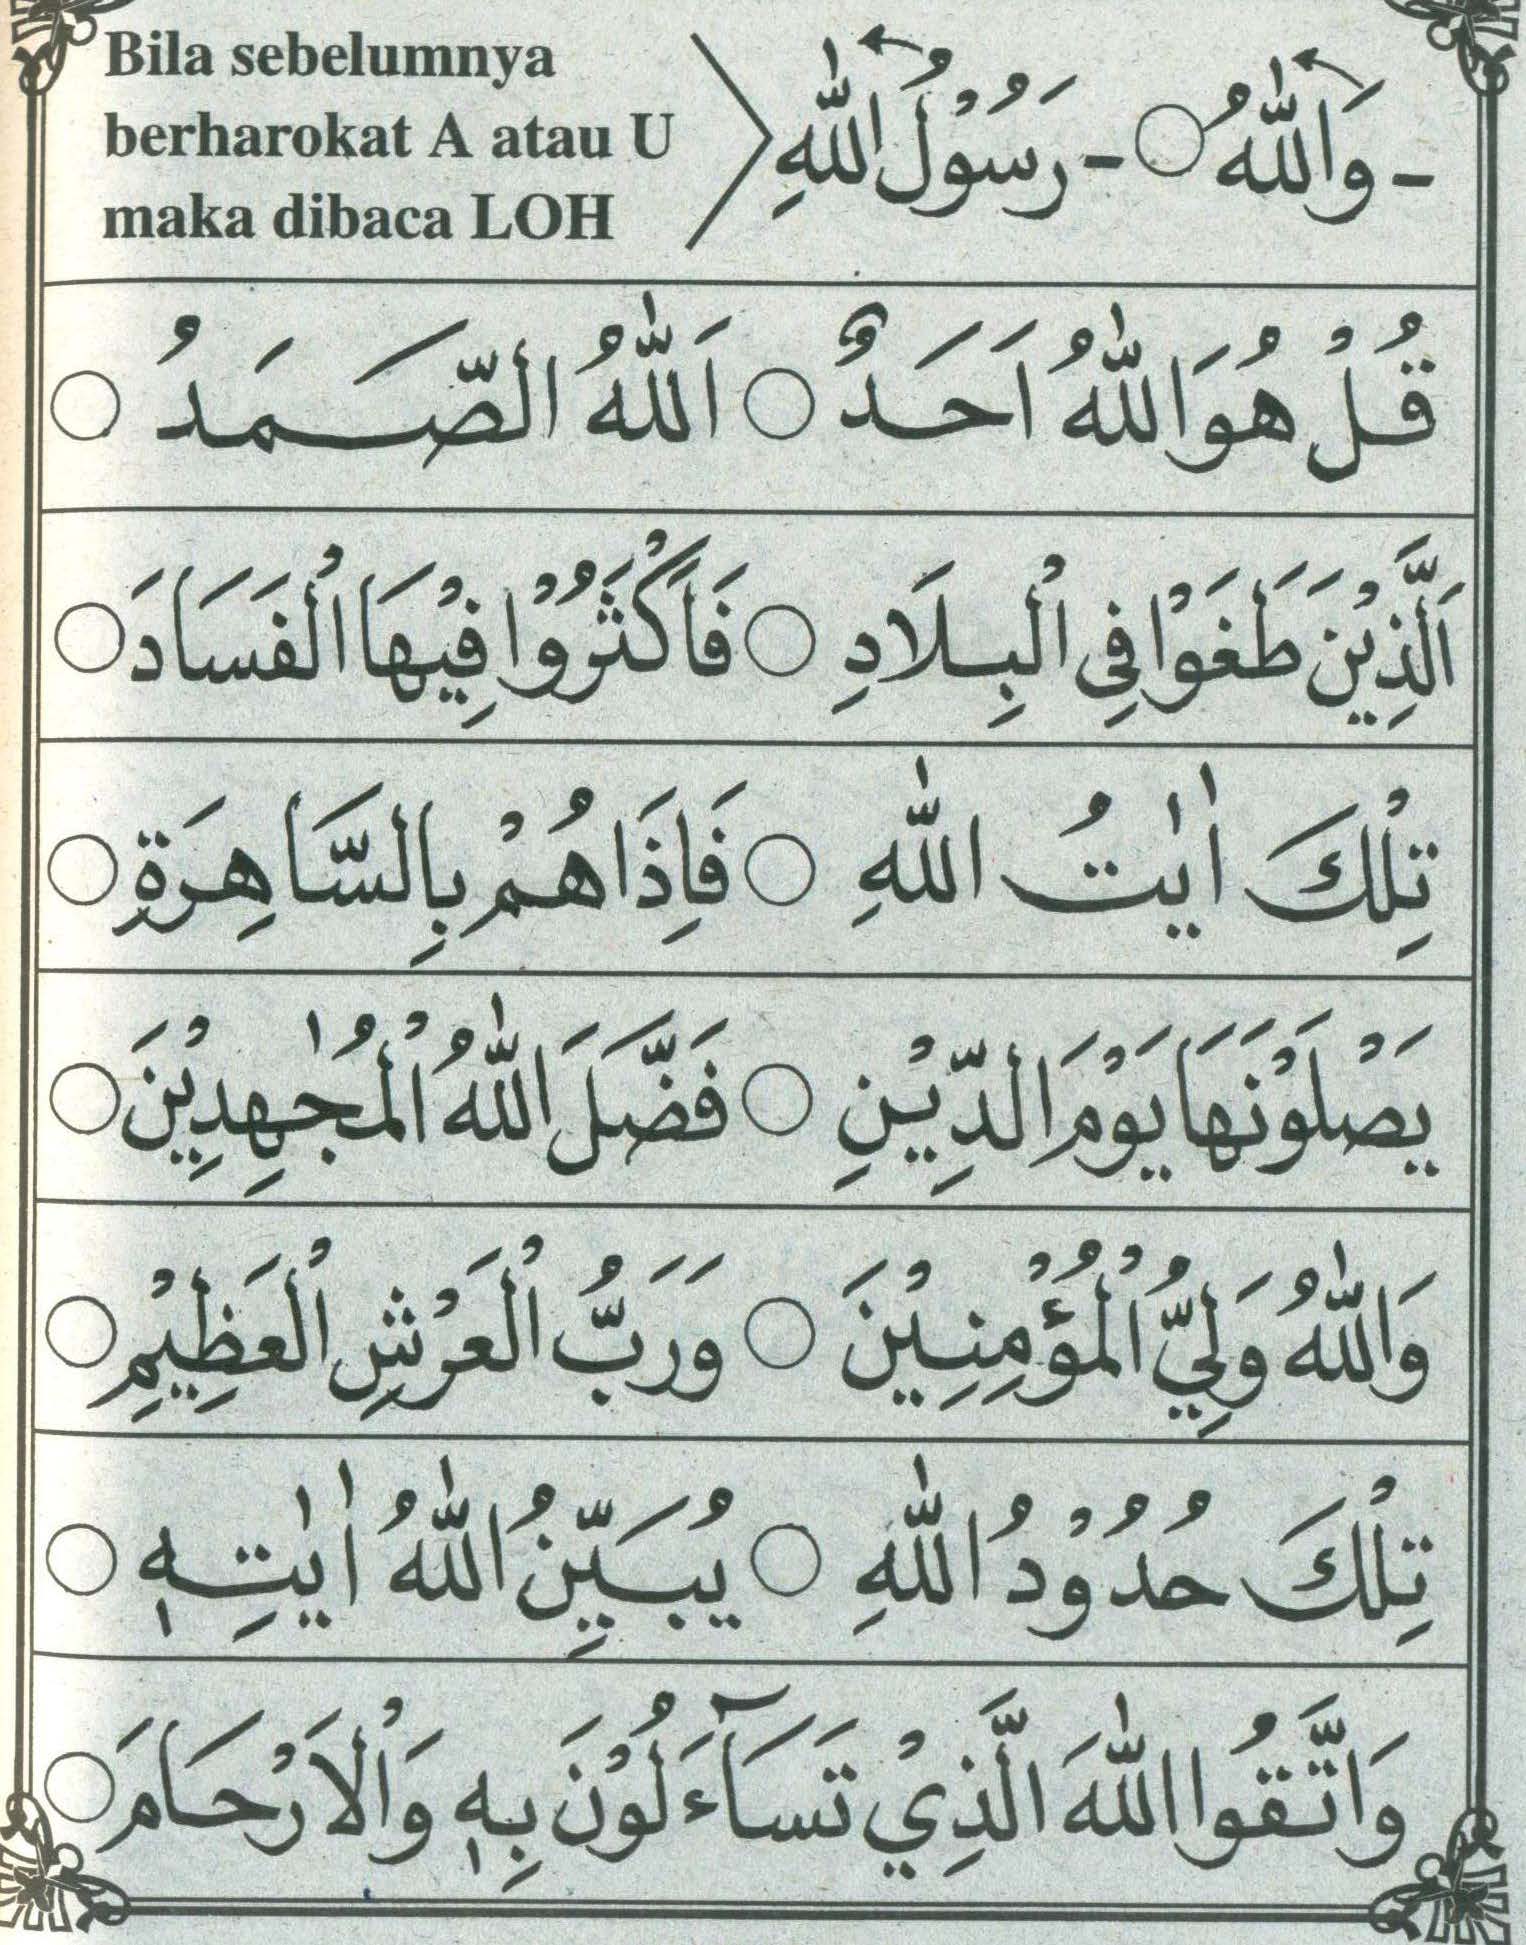 - وَاللّٰهُ ○ - رَسُوْلُ اللّٰهِ
Bila sebelumnya
berharokat A atau U
maka dibaca LOH
قُلْ هُوَ اللّٰهُ اَحَدٌ ○ اَللّٰهُ الصَّمَدُ ○
اَلَّذِيْنَ طَغَوْا فِى الْبِلَادِ ○ فَاَكْثَرُوْا فِيْهَا الْفَسَادَ ○
تِلْكَ اٰيٰتُ اللّٰهِ ○ فَاِذَا هُمْ بِالسَّاهِرَةِ ○
يَصْلَوْنَهَا يَوْمَ الدِّيْنِ ○ فَضَّلَ اللّٰهُ الْمُجٰهِدِيْنَ ○
وَاللّٰهُ وَلِيُّ الْمُؤْمِنِيْنَ ○ وَرَبُّ الْعَرْشِ الْعَظِيْمِ ○
تِلْكَ حُدُوْدُ اللّٰهِ ○ يُبَيِّنُ اللّٰهُ اٰيٰتِهٖ ○
وَاتَّقُوا اللّٰهَ الَّذِيْ تَسَآءَلُوْنَ بِهٖ وَالْاَرْحَامَ ○